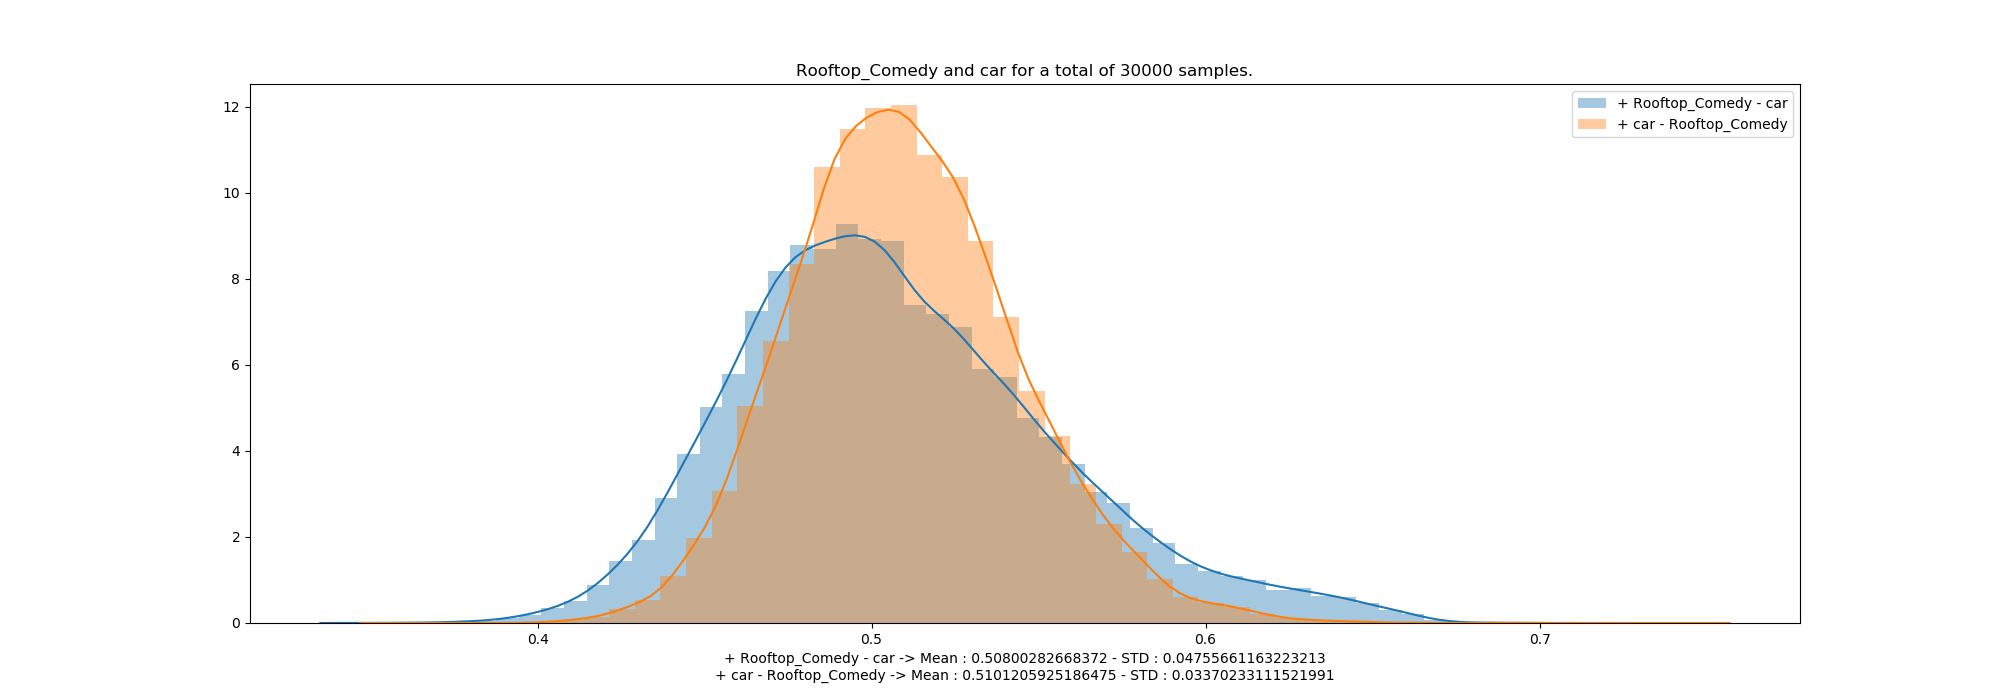 Rooftop_Comedy and car for a total of 30000 samples.
+ Rooftop_Comedy - car
+ car - Rooftop_Comedy
12
10
8
6
4
2
0
0.4 0.5 0.6 0.7
+ Rooftop_Comedy - car -> Mean : 0.50800282668372 - STD : 0.04755661163223213
+ car - Rooftop_Comedy -> Mean : 0.5101205925186475 - STD : 0.03370233111521991